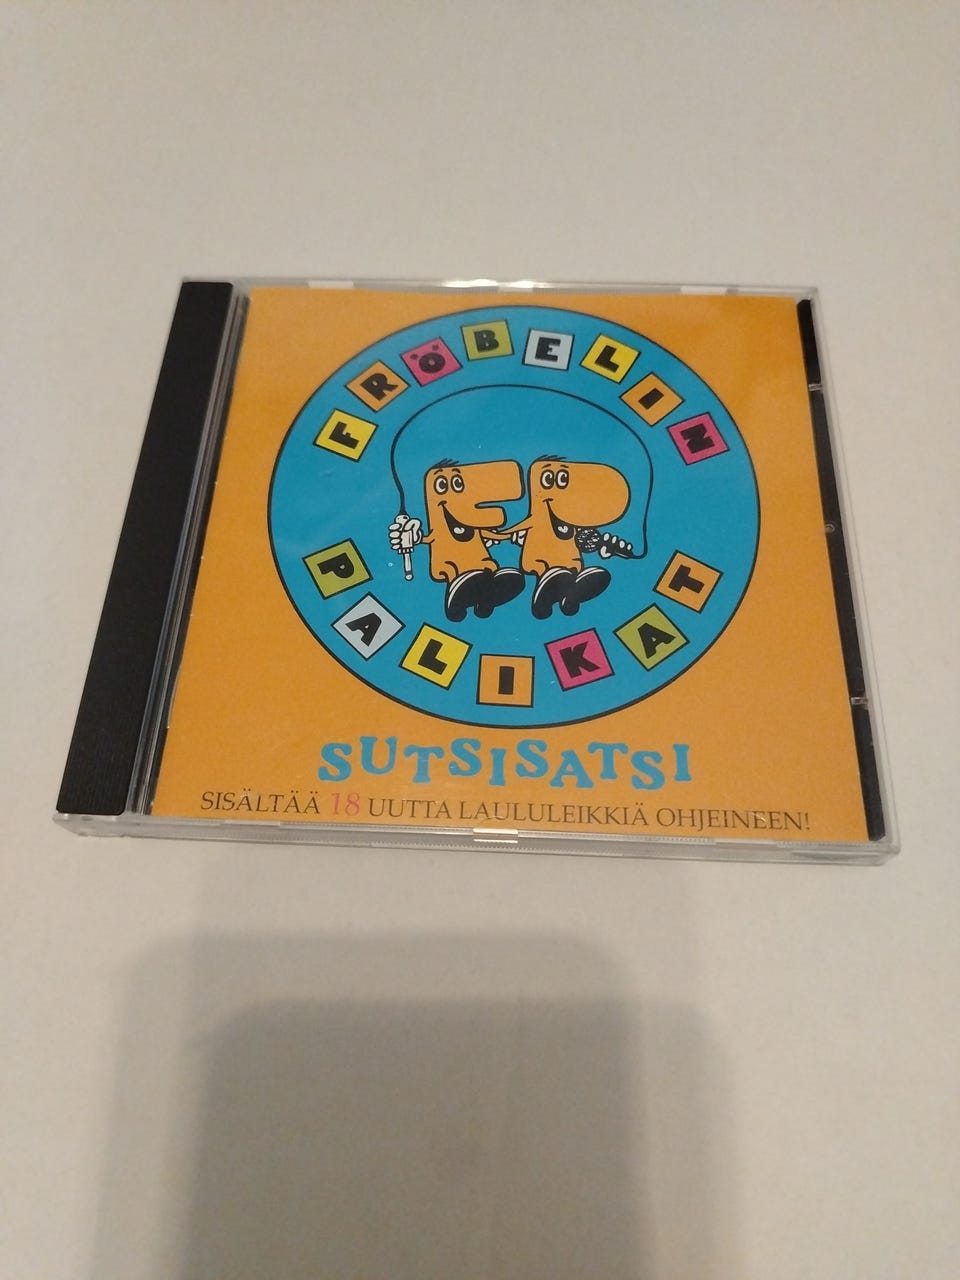 FRÖBELIN
PALIKAT
SUTSISATSI
SISÄLTÄÄ 18 UUTTA LAULULEIKKIÄ OHJEINEEN!